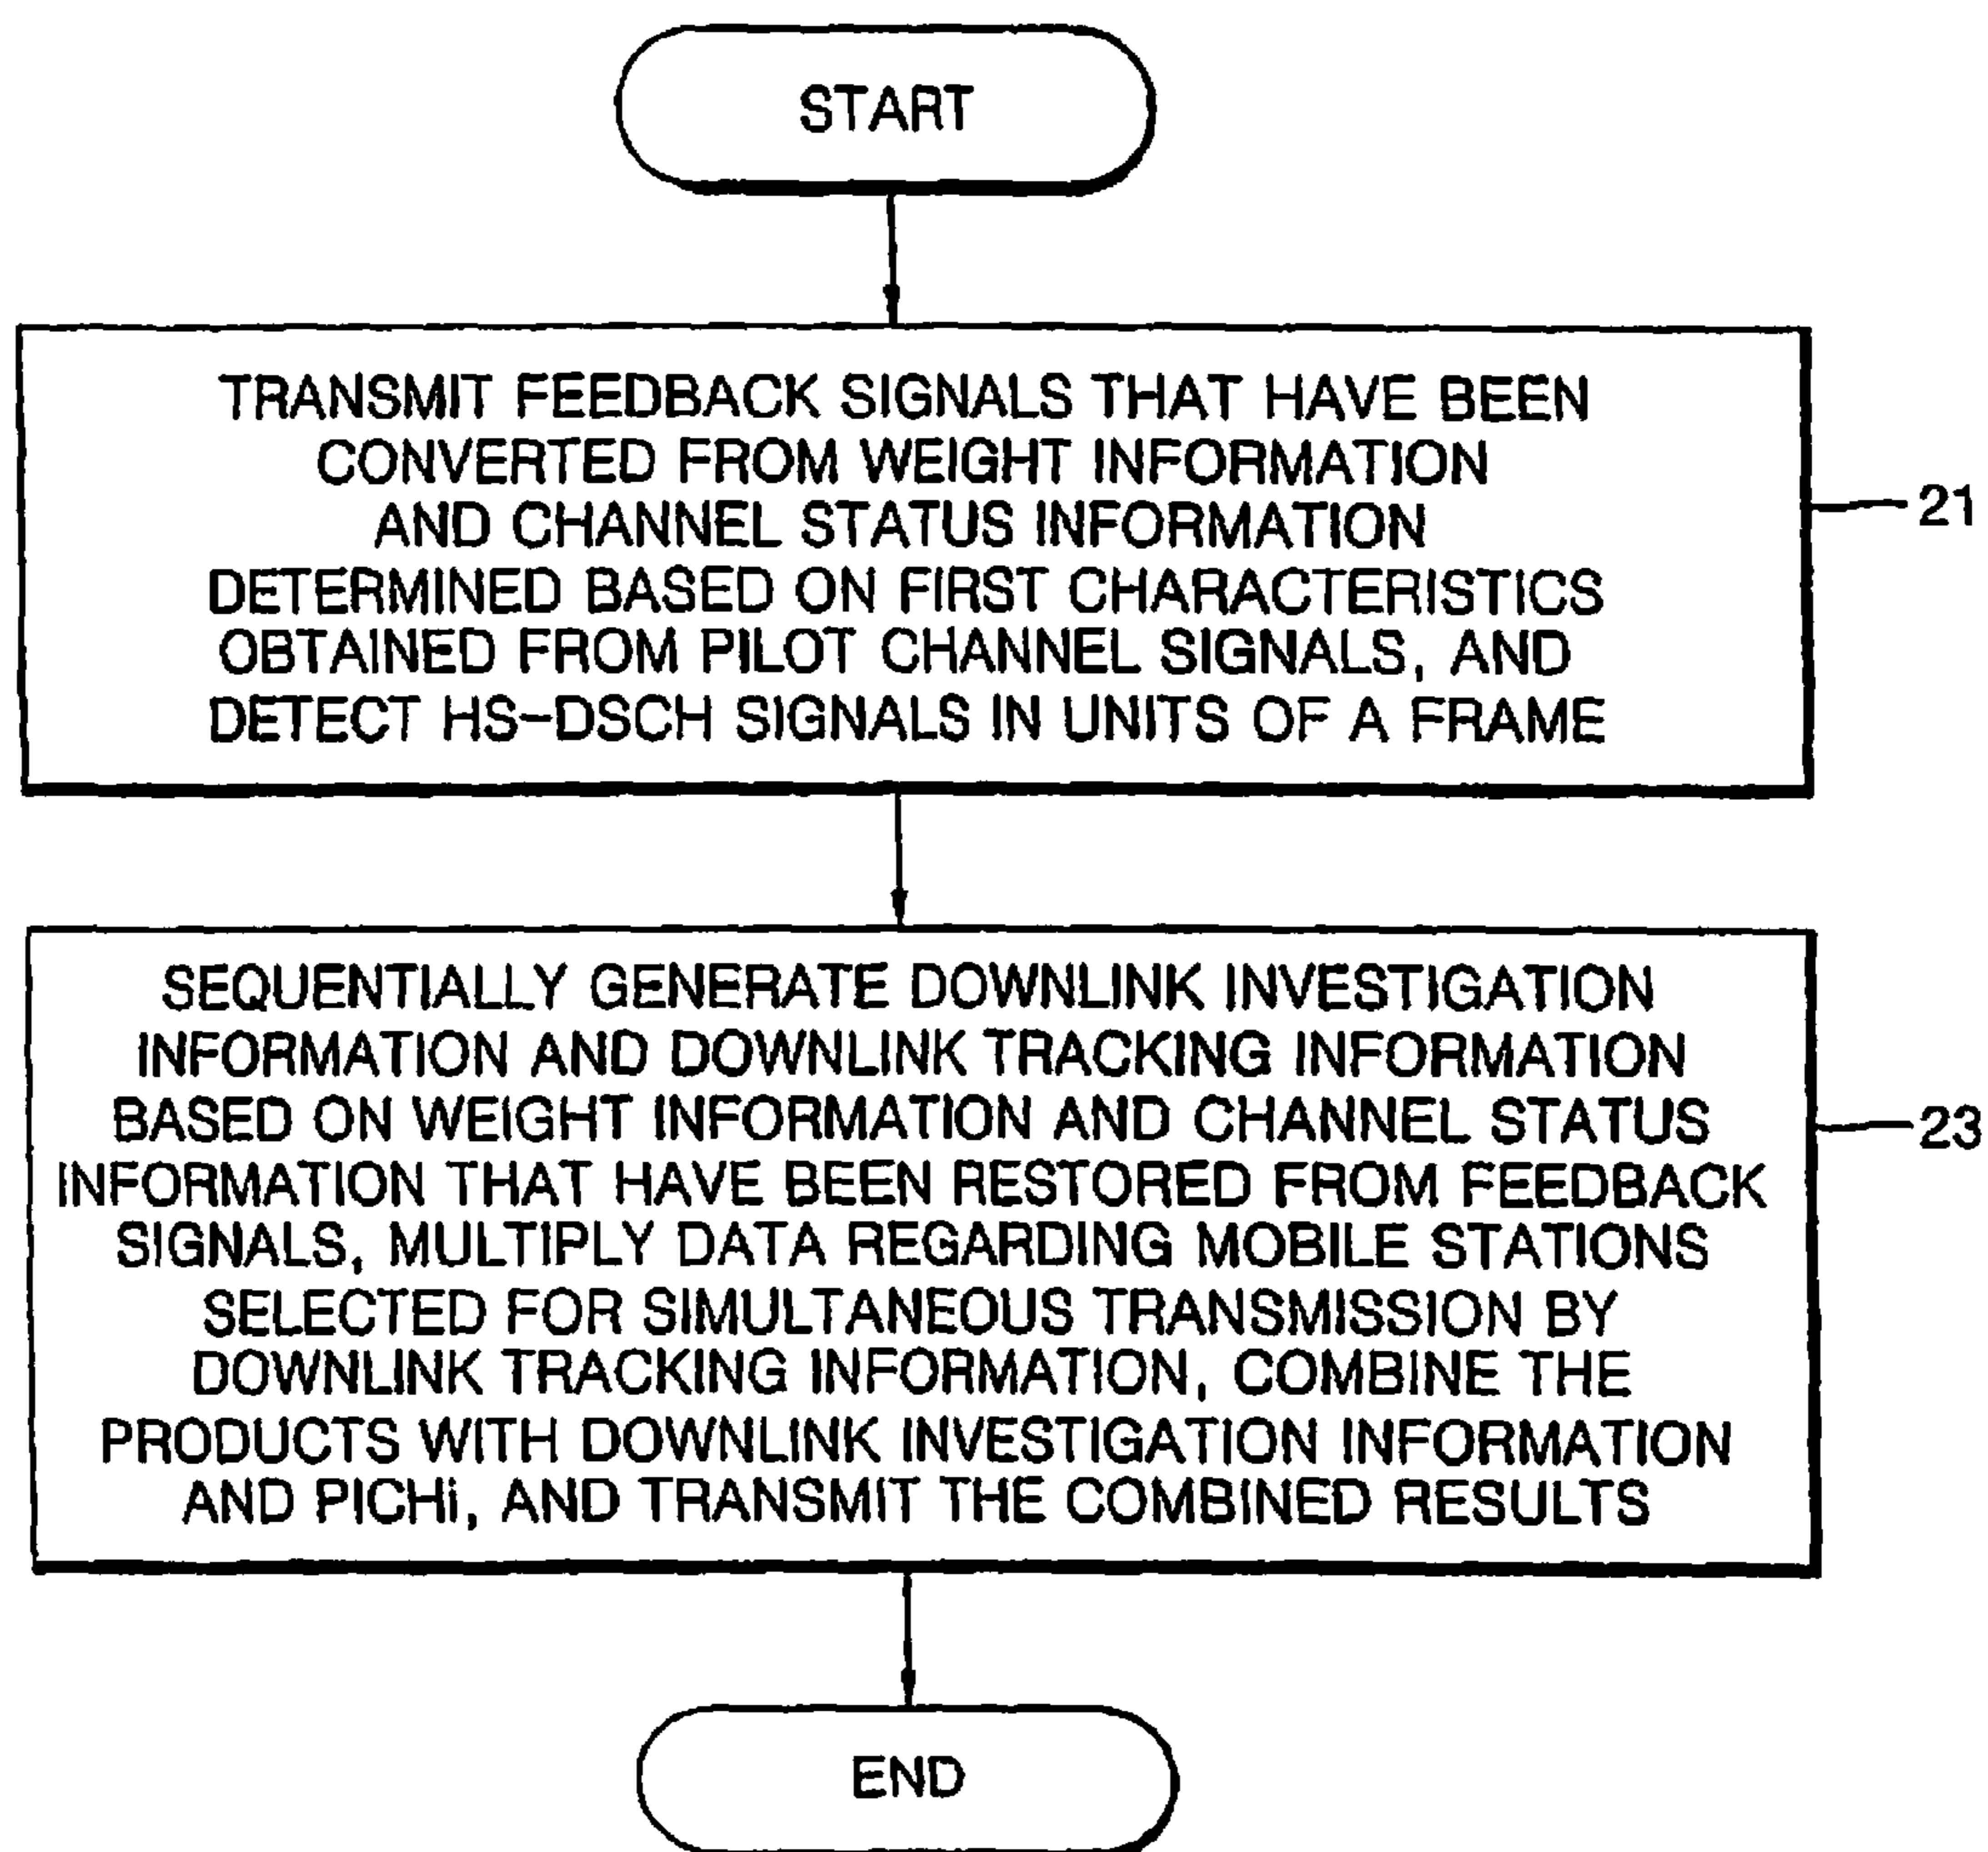 START
TRANSMIT FEEDBACK SIGNALS THAT HAVE BEEN
CONVERTED FROM WEIGHT INFORMATION
AND CHANNEL STATUS INFORMATION
DETERMINED BASED ON FIRST CHARACTERISTICS
OBTAINED FROM PILOT CHANNEL SIGNALS, AND
DETECT HS-DSCH SIGNALS IN UNITS OF A FRAME
21
SEQUENTIALLY GENERATE DOWNLINK INVESTIGATION
INFORMATION AND DOWNLINK TRACKING INFORMATION
BASED ON WEIGHT INFORMATION AND CHANNEL STATUS
INFORMATION THAT HAVE BEEN RESTORED FROM FEEDBACK
SIGNALS, MULTIPLY DATA REGARDING MOBILE STATIONS
SELECTED FOR SIMULTANEOUS TRANSMISSION BY
DOWNLINK TRACKING INFORMATION, COMBINE THE
PRODUCTS WITH DOWNLINK INVESTIGATION INFORMATION
AND PICHi, AND TRANSMIT THE COMBINED RESULTS
23
END